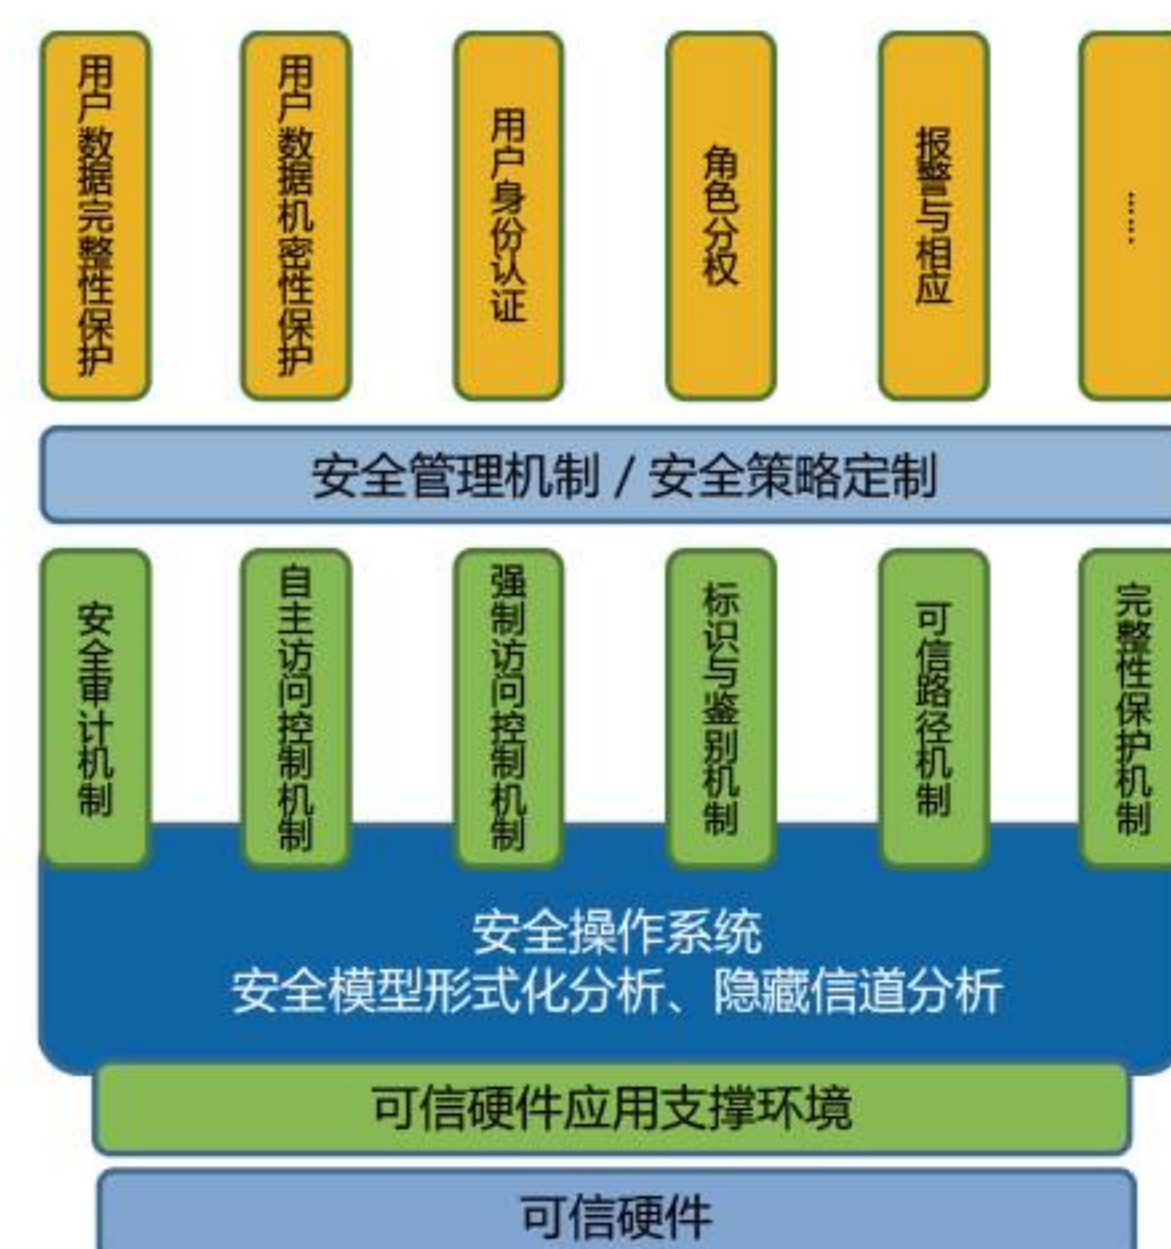 用户数据完整性保护
用户数据机密性保护
用户身份认证
角色分权
报警与相应
……
安全管理机制 / 安全策略定制
安全审计机制
自主访问控制机制
强制访问控制机制
标识与鉴别机制
可信路径机制
完整性保护机制
安全操作系统
安全模型形式化分析、隐藏信道分析
可信硬件应用支撑环境
可信硬件